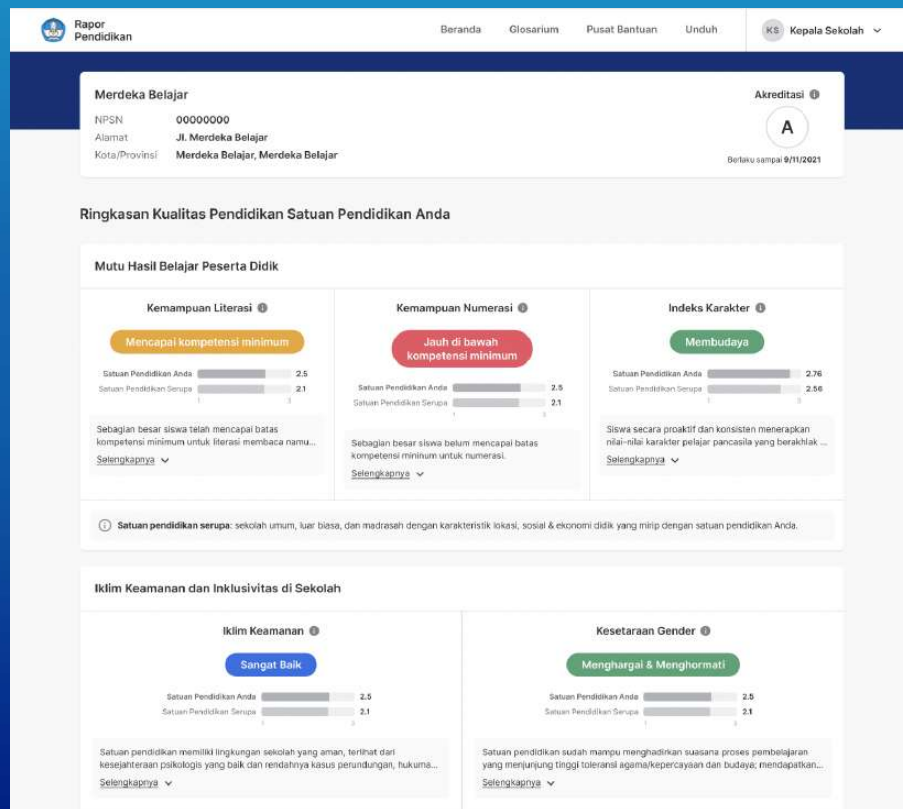 Rapor
Pendidikan
Beranda Glosarium Pusat Bantuan Unduh KS Kepala Sekolah
Merdeka Belajar
NPSN 00000000
Alamat Jl. Merdeka Belajar
Kota/Provinsi Merdeka Belajar, Merdeka Belajar
Akreditasi
A
Berlaku sampai 9/11/2021
Ringkasan Kualitas Pendidikan Satuan Pendidikan Anda
Mutu Hasil Belajar Peserta Didik
Kemampuan Literasi
Mencapai kompetensi minimum
Satuan Pendidikan Anda 2.5
Satuan Pendidikan Serupa 2.1
1 3
Sebagian besar siswa telah mencapai batas
kompetensi minimum untuk literasi membaca namu...
Selengkapnya
Kemampuan Numerasi
Jauh di bawah
kompetensi minimum
Satuan Pendidikan Anda 2.5
Satuan Pendidikan Serupa 2.1
1 3
Sebagian besar siswa belum mencapai batas
kompetensi mininum untuk numerasi.
Selengkapnya
Indeks Karakter
Membudaya
Satuan Pendidikan Anda 2.76
Satuan Pendidikan Serupa 2.56
1 3
Siswa secara proaktif dan konsisten menerapkan
nilai-nilai karakter pelajar pancasila yang berakhlak ...
Selengkapnya
Satuan pendidikan serupa: sekolah umum, luar biasa, dan madrasah dengan karakteristik lokasi, sosial & ekonomi didik yang mirip dengan satuan pendidikan Anda.
Iklim Keamanan dan Inklusivitas di Sekolah
Iklim Keamanan
Sangat Baik
Satuan Pendidikan Anda 2.5
Satuan Pendidikan Serupa 2.1
1 3
Satuan pendidikan memiliki lingkungan sekolah yang aman, terlihat dari
kesejahteraan psikologis yang baik dan rendahnya kasus perundungan, hukuma...
Selengkapnya
Kesetaraan Gender
Menghargai & Menghormati
Satuan Pendidikan Anda 2.5
Satuan Pendidikan Serupa 2.1
1 3
Satuan pendidikan sudah mampu menghadirkan suasana proses pembelajaran
yang menjunjung tinggi toleransi agama/kepercayaan dan budaya; mendapatkan...
Selengkapnya